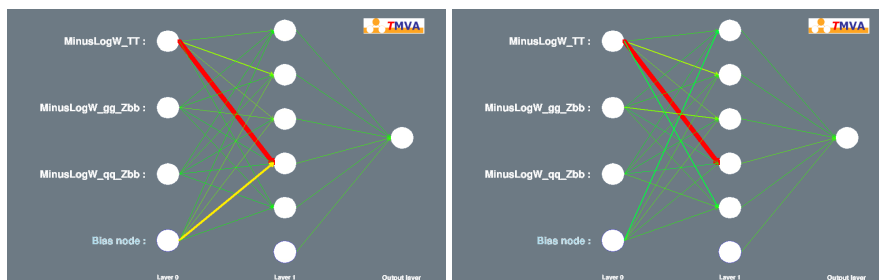 TMVA
MinusLogW_TT :
MinusLogW_gg_Zbb :
MinusLogW_qq_Zbb :
Bias node :
Layer 0
Layer 1
Output layer
TMVA
MinusLogW_TT :
MinusLogW_gg_Zbb :
MinusLogW_qq_Zbb :
Bias node :
Layer 0
Layer 1
Output layer